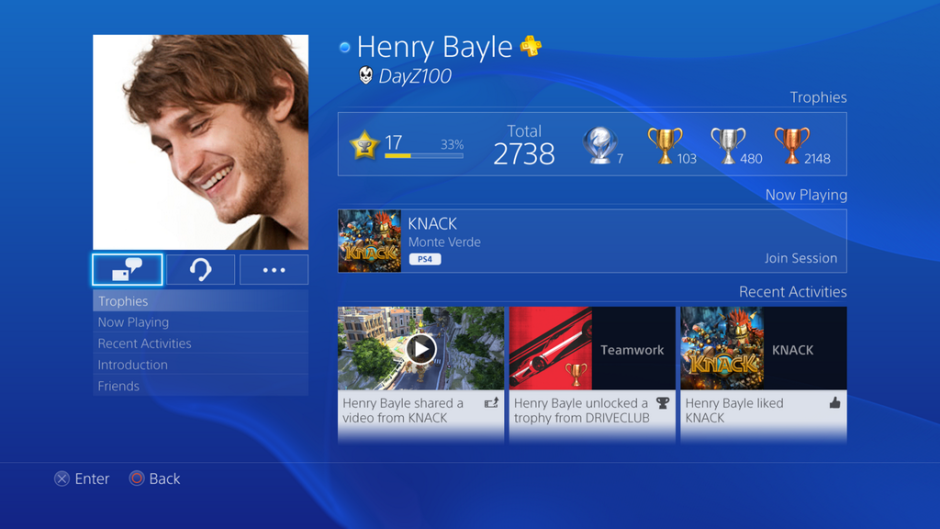 Henry Bayle
DayZ100
Trophies
17
33%
Total
2738
7
103
480
2148
Now Playing
KNACK
KNACK
Monte Verde
PS4
Join Session
Trophies
Now Playing
Recent Activities
Introduction
Friends
Recent Activities
Teamwork
KNACK
KNACK
Henry Bayle shared a
video from KNACK
Henry Bayle unlocked a
trophy from DRIVECLUB
Henry Bayle liked
KNACK
Enter
Back